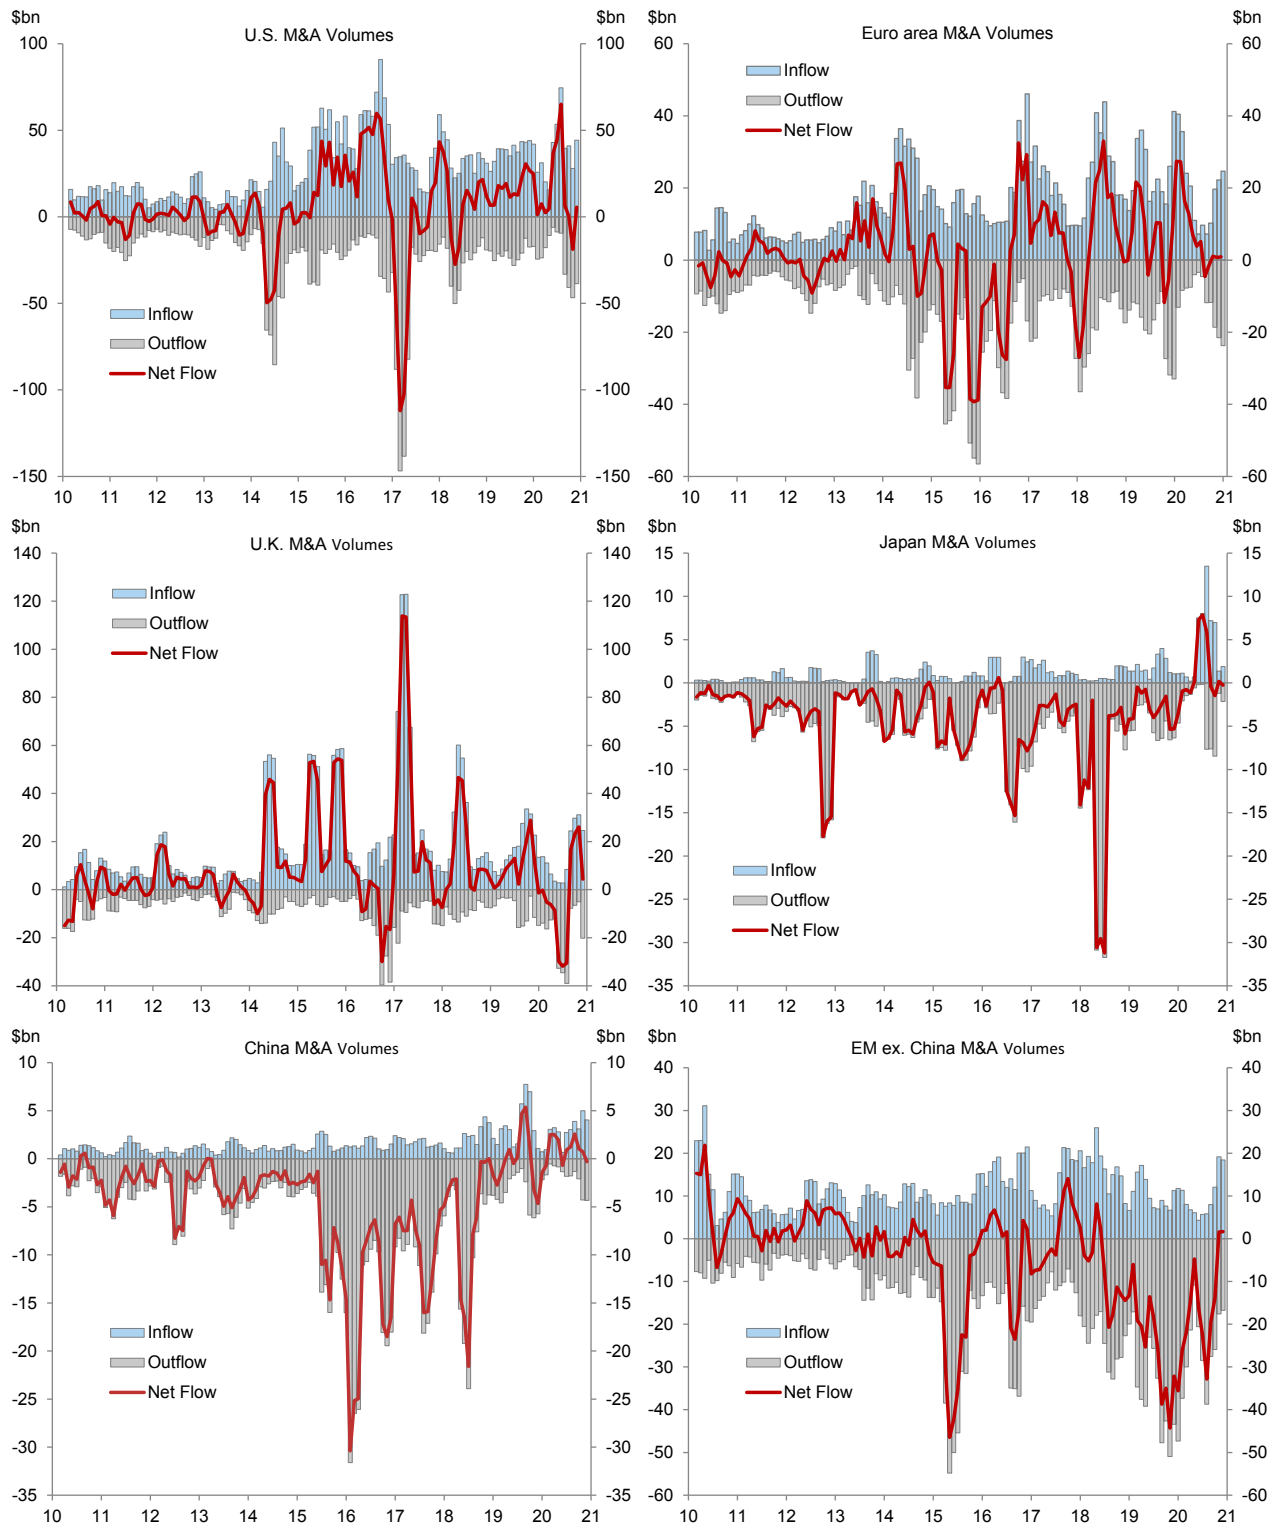 $bn $bn
U.S. M&A Volumes
100 100
50 50
0 0
-50 -50
-100 -100
-150 -150
Inflow
Outflow
Net Flow
10 11 12 13 14 15 16 17 18 19 20 21
$bn $bn
Euro area M&A Volumes
60 60
40 40
20 20
0 0
-20 -20
-40 -40
-60 -60
Inflow
Outflow
Net Flow
10 11 12 13 14 15 16 17 18 19 20 21
$bn $bn
U.K. M&A Volumes
140 140
120 120
100 100
80 80
60 60
40 40
20 20
0 0
-20 -20
-40 -40
Inflow
Outflow
Net Flow
10 11 12 13 14 15 16 17 18 19 20 21
$bn $bn
Japan M&A Volumes
15 15
10 10
5 5
0 0
-5 -5
-10 -10
-15 -15
-20 -20
-25 -25
-30 -30
-35 -35
Inflow
Outflow
Net Flow
10 11 12 13 14 15 16 17 18 19 20 21
$bn $bn
China M&A Volumes
10 10
5 5
0 0
-5 -5
-10 -10
-15 -15
-20 -20
-25 -25
-30 -30
-35 -35
Inflow
Outflow
Net Flow
10 11 12 13 14 15 16 17 18 19 20 21
$bn $bn
EM ex. China M&A Volumes
40 40
30 30
20 20
10 10
0 0
-10 -10
-20 -20
-30 -30
-40 -40
-50 -50
-60 -60
Inflow
Outflow
Net Flow
10 11 12 13 14 15 16 17 18 19 20 21